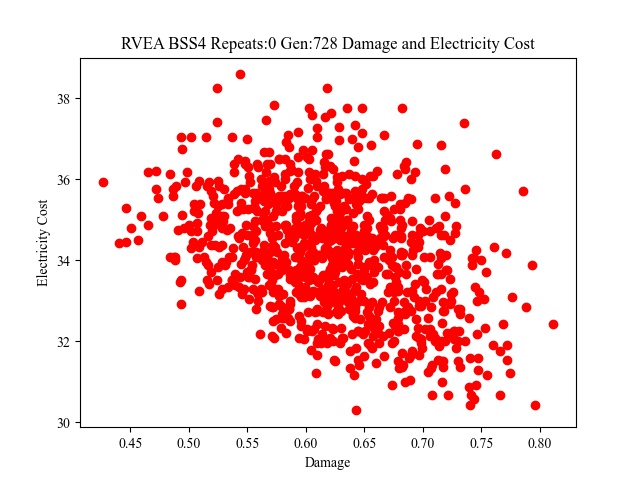 RVEA BSS4 Repeats:0 Gen:728 Damage and Electricity Cost
38
36
34
32
30
Electricity Cost
0.45 0.50 0.55 0.60 0.65 0.70 0.75 0.80
Damage